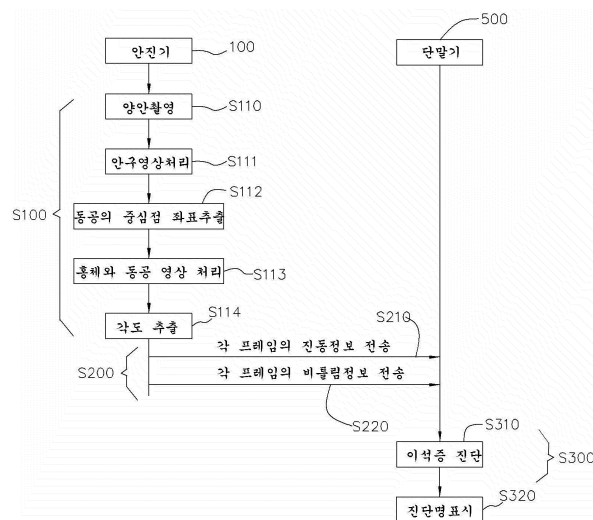 500
안진기
100
단말기
양안촬영
S110
안구영상처리
S111
S112
동공의 중심점 좌표추출
S100
홍체와 동공 영상 처리
S113
S114
각도 추출
S210
각 프레임의 진동정보 전송
S200
각 프레임의 비틀림정보 전송
S220
S310
이석증 진단
S300
S320
진단명표시